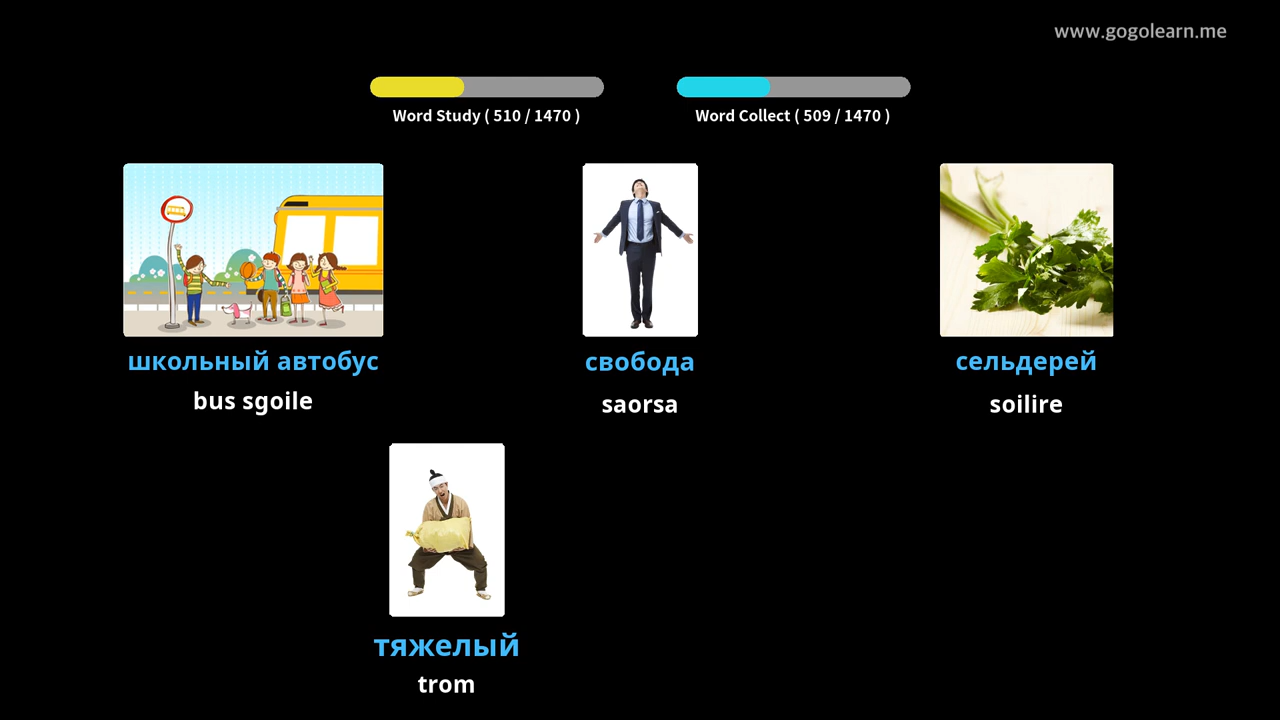 www.gogolearn.me
Word Study ( 510 / 1470 )
Word Collect ( 509 / 1470 )
школьный автобус
bus sgoile
свобода
saorsa
сельдерей
soilire
тяжелый
trom